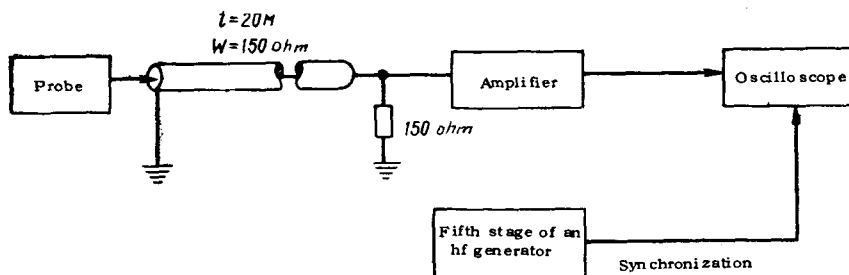 l=20M
W=150 ohm
Probe
Amplifier
Oscilloscope
150 ohm
Fifth stage of an
hf generator
Synchronization